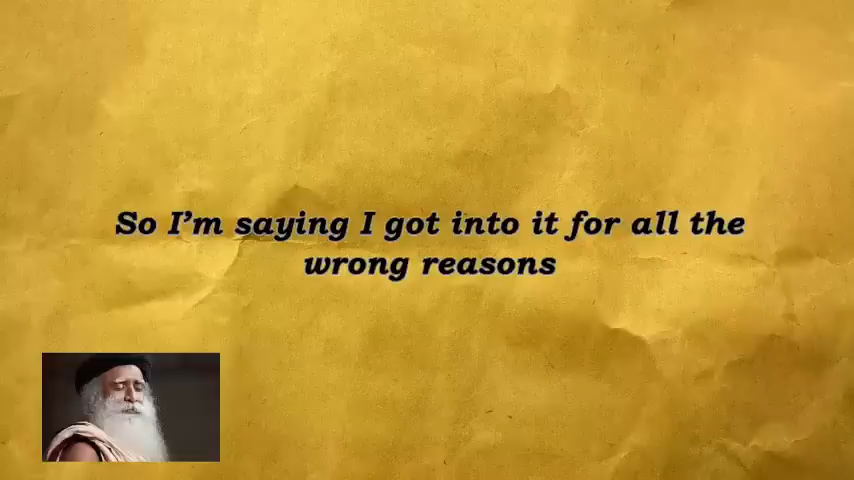 So I’m saying I got into it for all the
wrong reasons